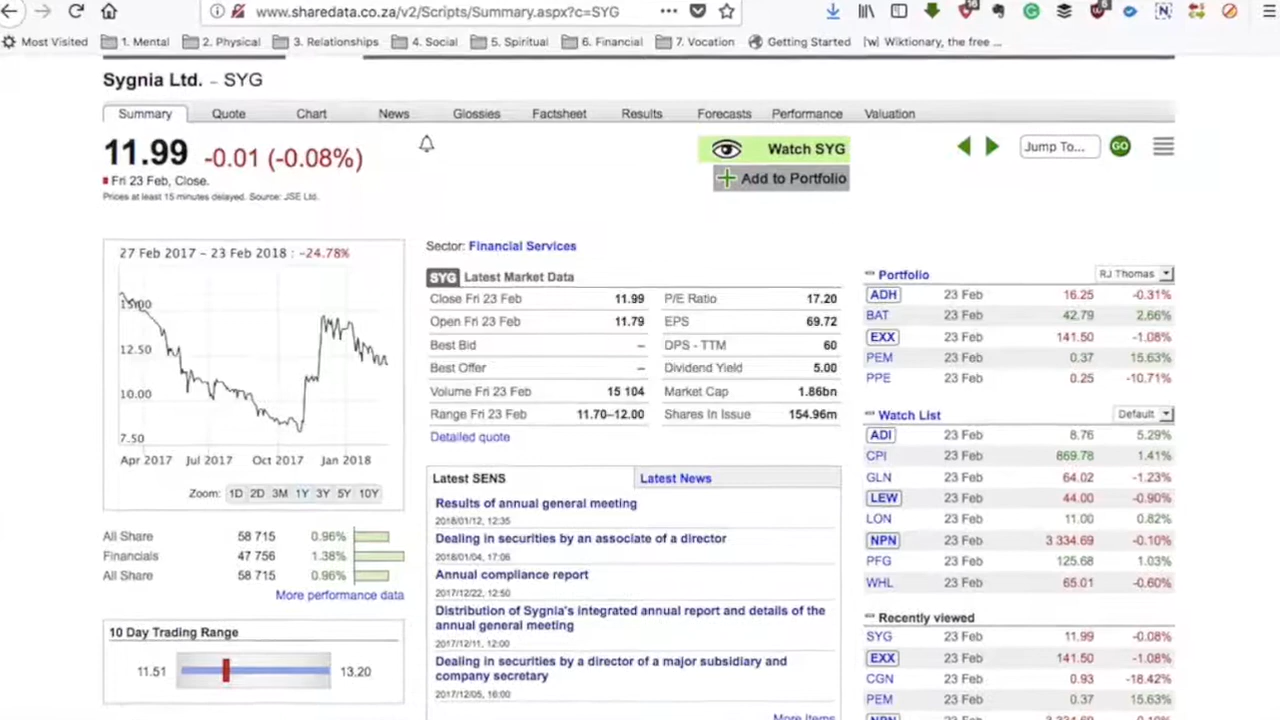 www.sharedata.co.za/v2/Scripts/Summary.aspx?c=SYG
Most Visited 1. Mental 2. Physical 3. Relationships 4. Social 5. Spiritual 6. Financial 7. Vocation Getting Started [w] Wiktionary, the free ...
Sygnia Ltd. – SYG
Summary Quote Chart News Glossies Factsheet Results Forecasts Performance Valuation
11.99 -0.01 (-0.08%)
Fri 23 Feb, Close.
Prices at least 15 minutes delayed. Source: JSE Ltd.
Watch SYG
Add to Portfolio
Jump To... GO
27 Feb 2017 – 23 Feb 2018 : -24.78%
15.00
12.50
10.00
7.50
Apr 2017 Jul 2017 Oct 2017 Jan 2018
Zoom: 1D 2D 3M 1Y 3Y 5Y 10Y
All Share 58 715 0.96%
Financials 47 756 1.38%
All Share 58 715 0.96%
More performance data
10 Day Trading Range
11.51 13.20
Sector: Financial Services
SYG Latest Market Data
Close Fri 23 Feb 11.99 P/E Ratio 17.20
Open Fri 23 Feb 11.79 EPS 69.72
Best Bid – DPS - TTM 60
Best Offer – Dividend Yield 5.00
Volume Fri 23 Feb 15 104 Market Cap 1.86bn
Range Fri 23 Feb 11.70–12.00 Shares In Issue 154.96m
Detailed quote
Latest SENS Latest News
Results of annual general meeting
2018/01/12, 12:35
Dealing in securities by an associate of a director
2018/01/04, 17:06
Annual compliance report
2017/12/22, 12:50
Distribution of Sygnia's integrated annual report and details of the
annual general meeting
2017/12/11, 12:00
Dealing in securities by a director of a major subsidiary and
company secretary
2017/12/05, 16:00
More items
Portfolio RJ Thomas
ADH 23 Feb 16.25 -0.31%
BAT 23 Feb 42.79 2.66%
EXX 23 Feb 141.50 -1.08%
PEM 23 Feb 0.37 15.63%
PPE 23 Feb 0.25 -10.71%
Watch List Default
ADI 23 Feb 8.76 5.29%
CPI 23 Feb 869.78 1.41%
GLN 23 Feb 64.02 -1.23%
LEW 23 Feb 44.00 -0.90%
LON 23 Feb 11.00 0.82%
NPN 23 Feb 3 334.69 -0.10%
PFG 23 Feb 125.68 1.03%
WHL 23 Feb 65.01 -0.60%
Recently viewed
SYG 23 Feb 11.99 -0.08%
EXX 23 Feb 141.50 -1.08%
CGN 23 Feb 0.93 -18.42%
PEM 23 Feb 0.37 15.63%
NPN 23 Feb 3 334.69 -0.10%